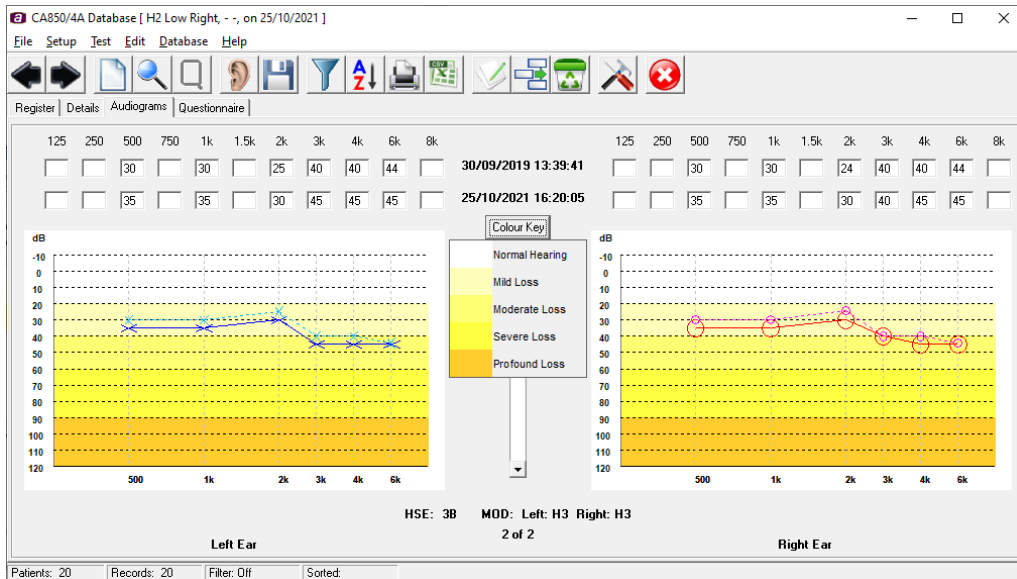 CA850/4A Database [ H2 Low Right, - -, on 25/10/2021 ]
File Setup Test Edit Database Help
A Z
CSV
Register Details Audiograms Questionnaire
125 250 500 750 1k 1.5k 2k 3k 4k 6k 8k
30 30 25 40 40 44
35 35 30 45 45 45
30/09/2019 13:39:41
25/10/2021 16:20:05
125 250 500 750 1k 1.5k 2k 3k 4k 6k 8k
30 30 24 40 40 44
35 35 30 40 45 45
dB
-10
0
10
20
30
40
50
60
70
80
90
100
110
120
500 1k 2k 3k 4k 6k
Colour Key
Normal Hearing
Mild Loss
Moderate Loss
Severe Loss
Profound Loss
dB
-10
0
10
20
30
40
50
60
70
80
90
100
110
120
500 1k 2k 3k 4k 6k
HSE: 3B MOD: Left: H3 Right: H3
2 of 2
Left Ear
Right Ear
Patients: 20 Records: 20 Filter: Off Sorted: